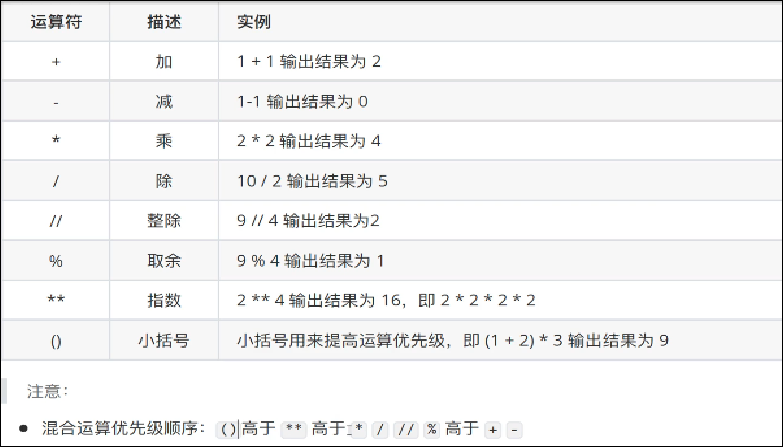 运算符 描述 实例
+ 加 1 + 1 输出结果为 2
- 减 1-1 输出结果为 0
* 乘 2 * 2 输出结果为 4
/ 除 10 / 2 输出结果为 5
// 整除 9 // 4 输出结果为2
% 取余 9 % 4 输出结果为 1
** 指数 2 ** 4 输出结果为 16，即 2 * 2 * 2 * 2
() 小括号 小括号用来提高运算优先级，即 (1 + 2) * 3 输出结果为 9
注意：
混合运算优先级顺序： () 高于 ** 高于 * / // % 高于 + -